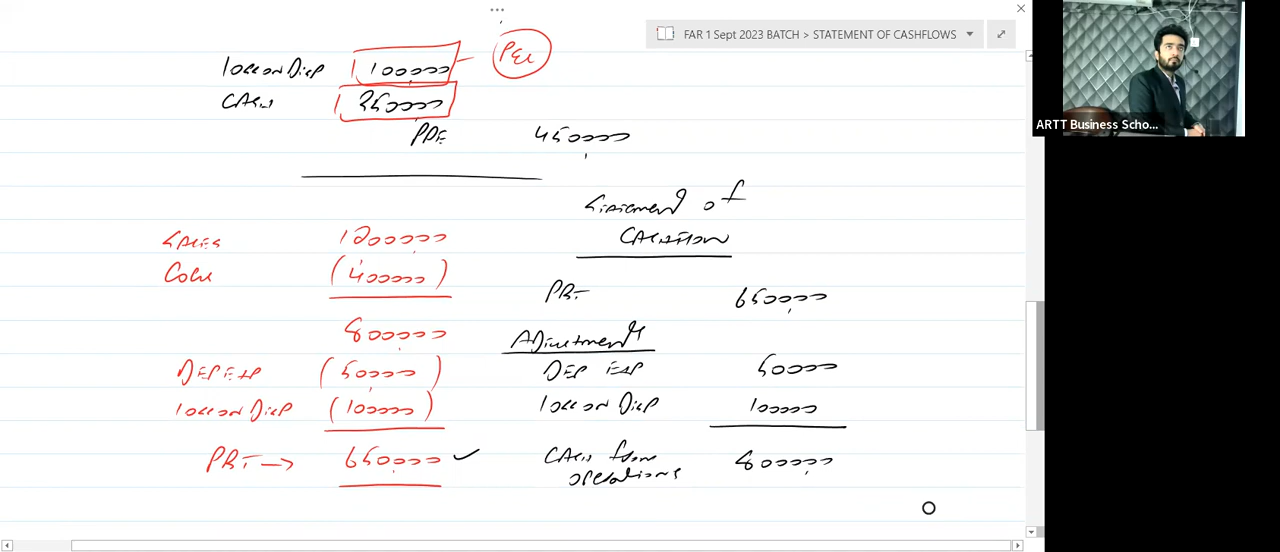 FAR 1 Sept 2023 BATCH > STATEMENT OF CASHFLOWS
Loss on Disp 100000 P&L
CASH 350000
PPE 450000
Statement of
CASHFLOW
SALES 1200000
COGS (400000)
800000
DEP EXP (50000)
Loss on Disp (100000)
PBT → 650000 ✓
PBT 650000
Adjustments
DEP EXP 50000
Loss on Disp 100000
CASH from operations 800000
ARTT Business Scho...